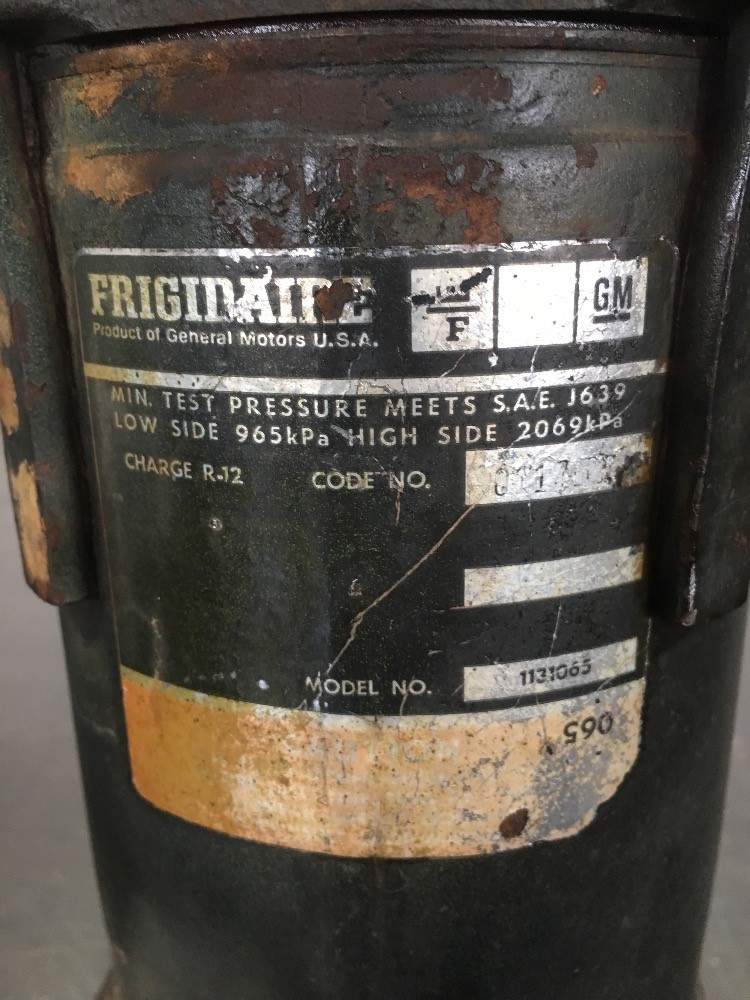 FRIGIDAIRE
Product of General Motors U.S.A.
F
GM
MIN. TEST PRESSURE MEETS S.A.E. J639
LOW SIDE 965kPa HIGH SIDE 2069kPa
CHARGE R-12 CODE NO.
MODEL NO. 1131065
065